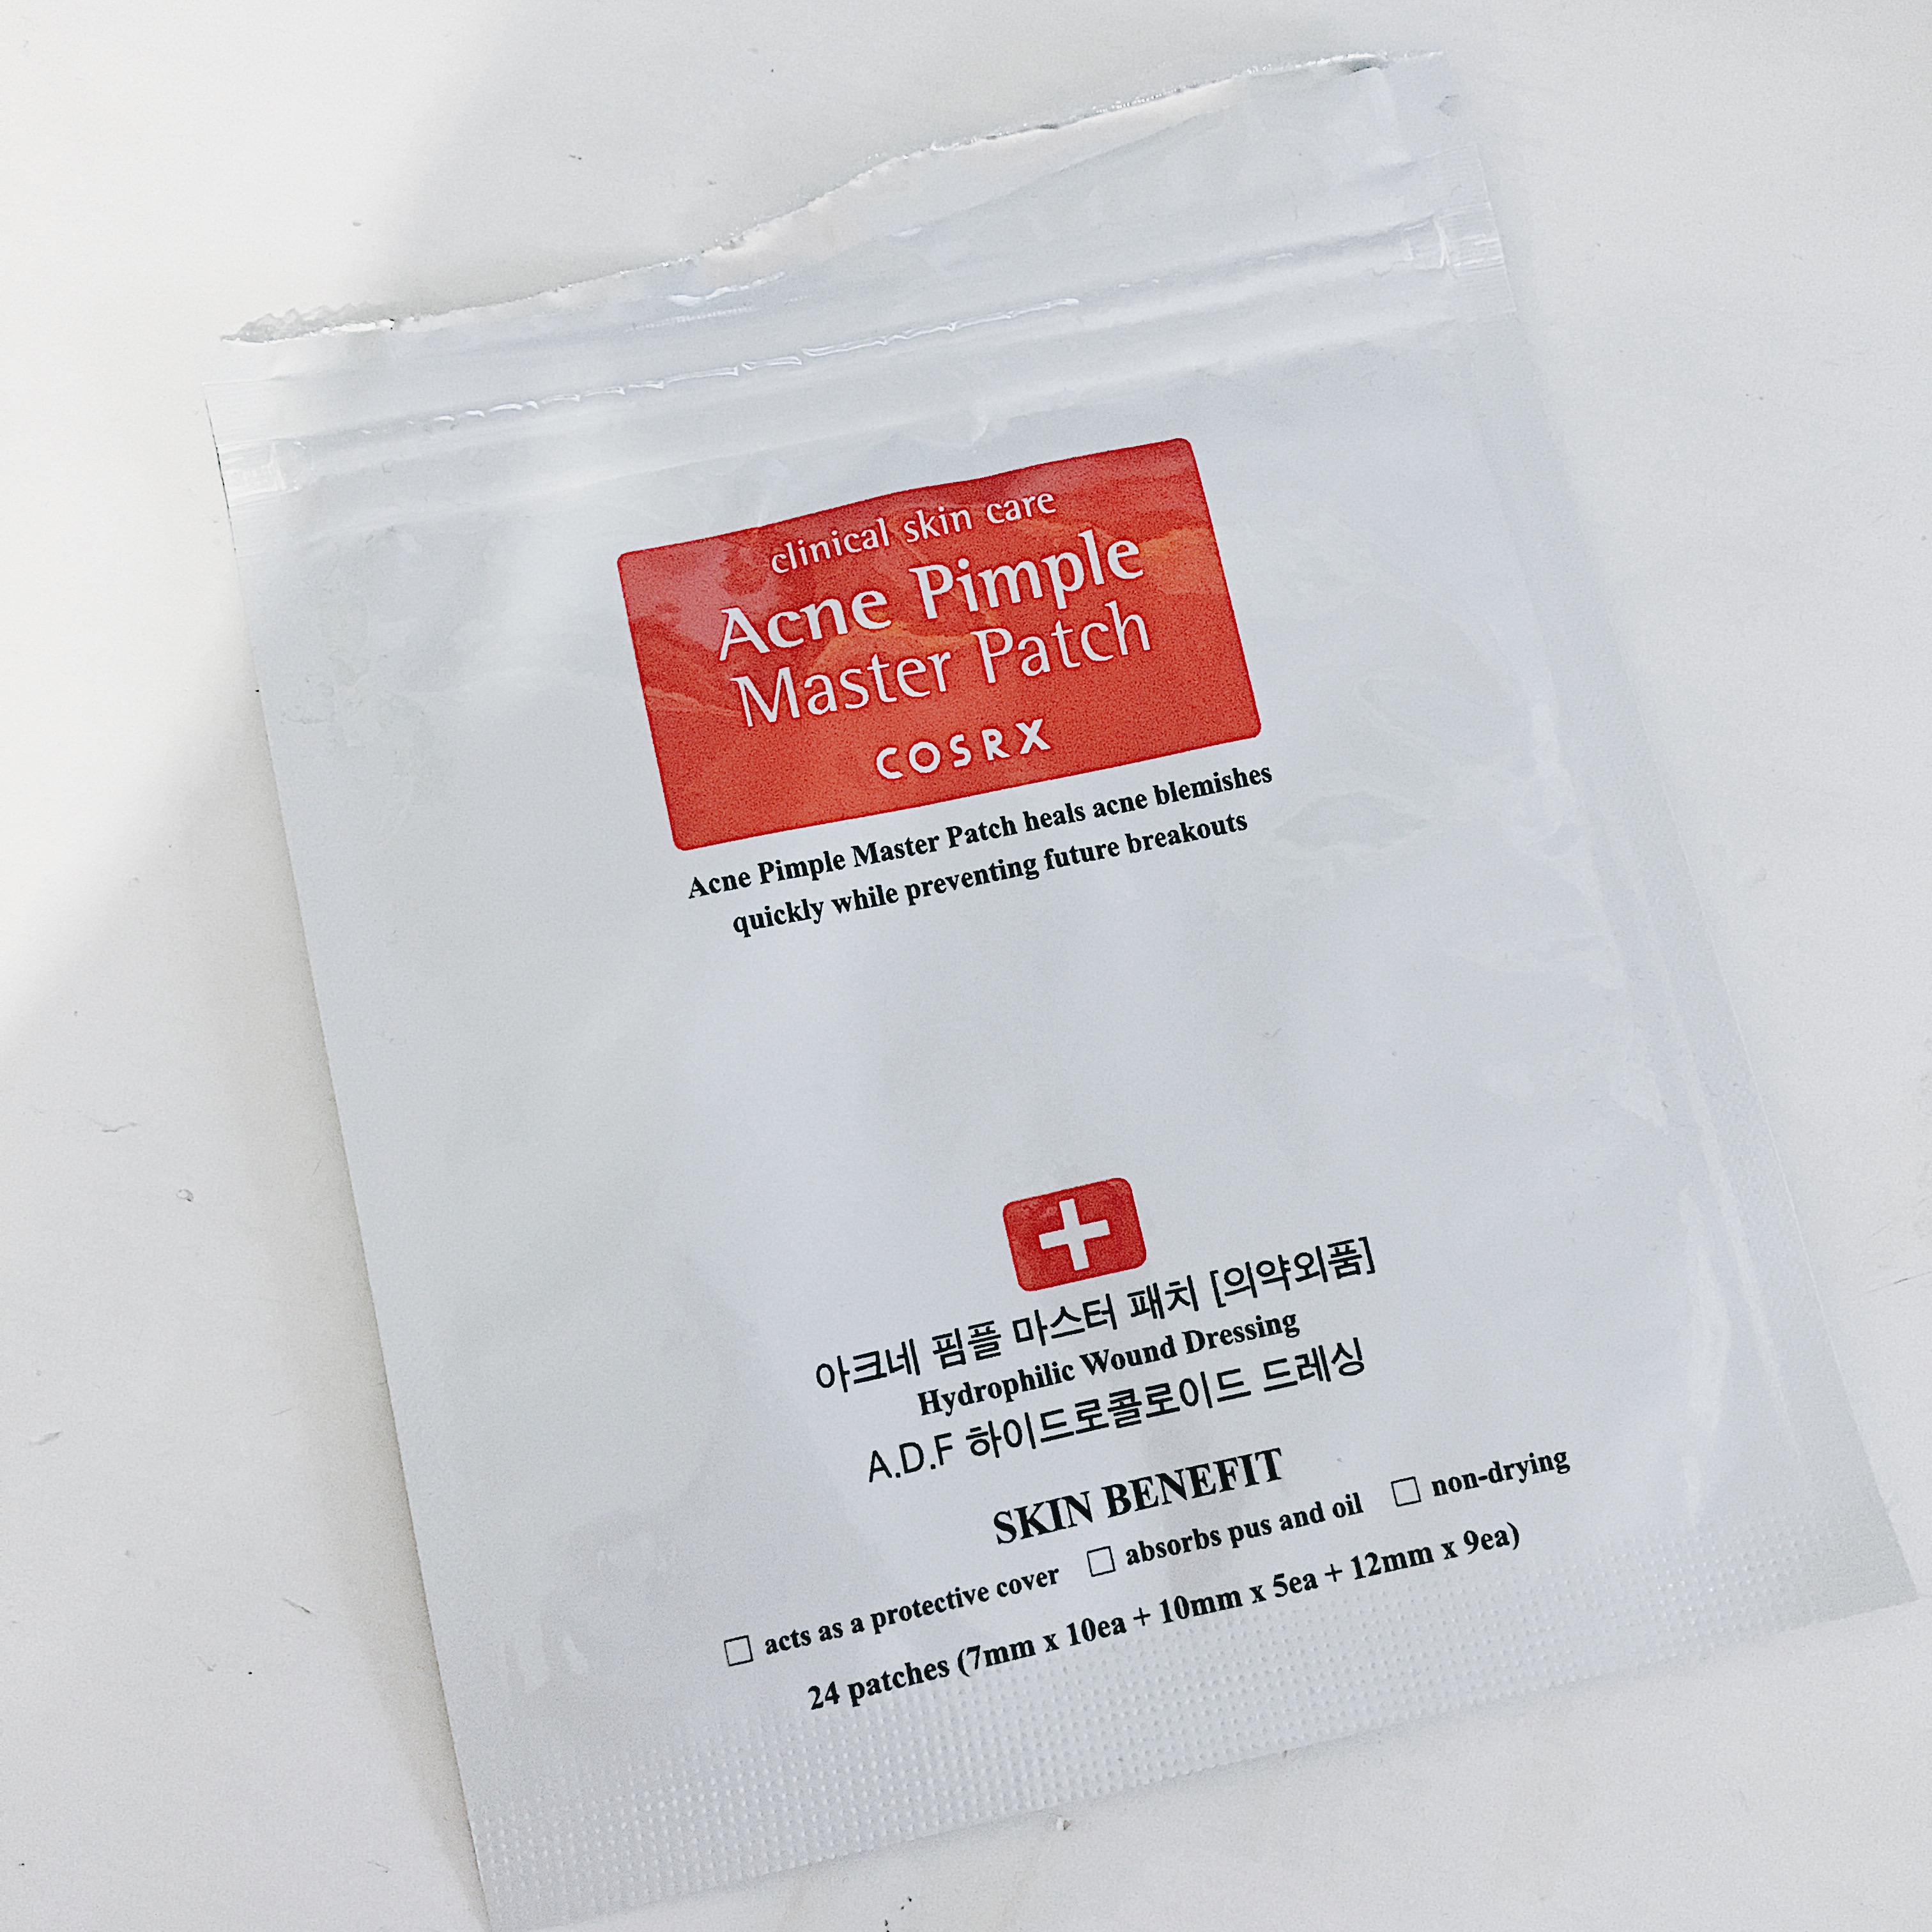 clinical skin care
Acne Pimple
Master Patch
COSRX
Acne Pimple Master Patch heals acne blemishes
quickly while preventing future breakouts
아크네 핌플 마스터 패치 [의약외품]
Hydrophilic Wound Dressing
A.D.F 하이드로콜로이드 드레싱
SKIN BENEFIT
☐ acts as a protective cover ☐ absorbs pus and oil ☐ non-drying
24 patches (7mm x 10ea + 10mm x 5ea + 12mm x 9ea)